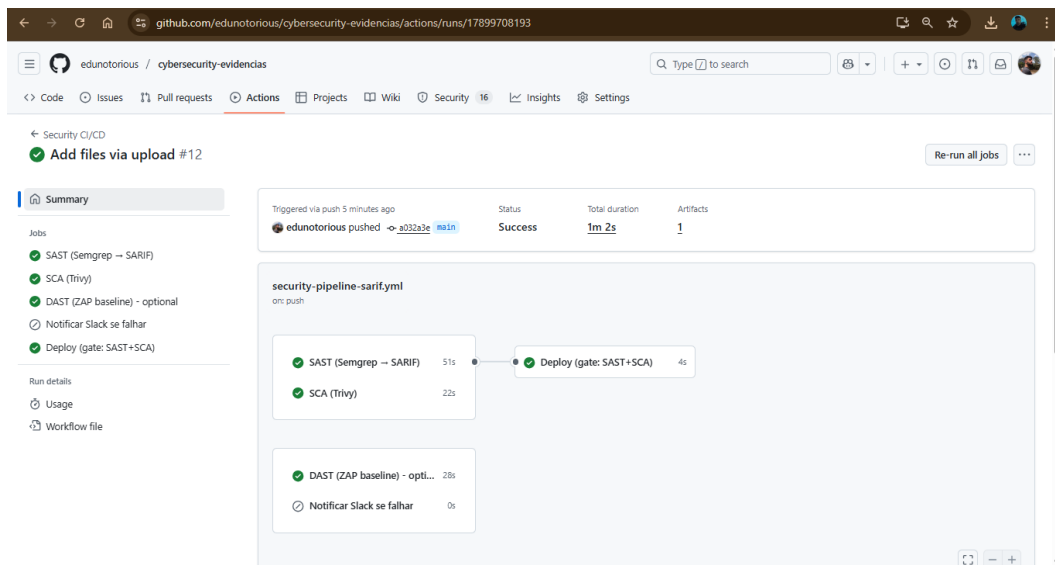 github.com/edunotorious/cybersecurity-evidencias/actions/runs/17899708193
edunotorious / cybersecurity-evidencias
Type / to search
Code Issues Pull requests Actions Projects Wiki Security 16 Insights Settings
← Security CI/CD
Add files via upload #12
Re-run all jobs
Summary
Jobs
SAST (Semgrep → SARIF)
SCA (Trivy)
DAST (ZAP baseline) - optional
Notificar Slack se falhar
Deploy (gate: SAST+SCA)
Run details
Usage
Workflow file
Triggered via push 5 minutes ago
edunotorious pushed a032a3e main
Status
Success
Total duration
1m 2s
Artifacts
1
security-pipeline-sarif.yml
on: push
SAST (Semgrep → SARIF) 51s
SCA (Trivy) 22s
Deploy (gate: SAST+SCA) 4s
DAST (ZAP baseline) - opti... 28s
Notificar Slack se falhar 0s